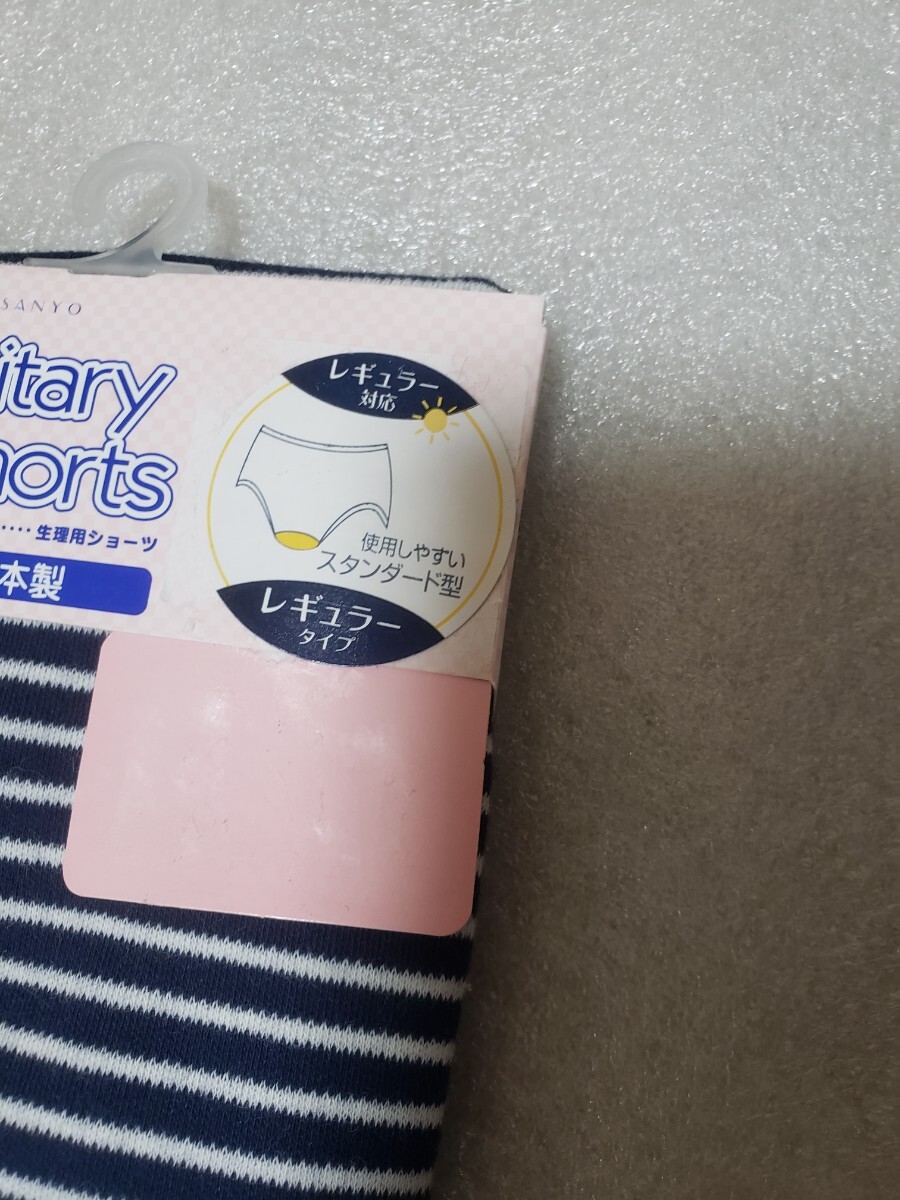 SANYO
itary
horts
生理用ショーツ
本製
レギュラー
対応
使用しやすい
スタンダード型
レギュラー
タイプ